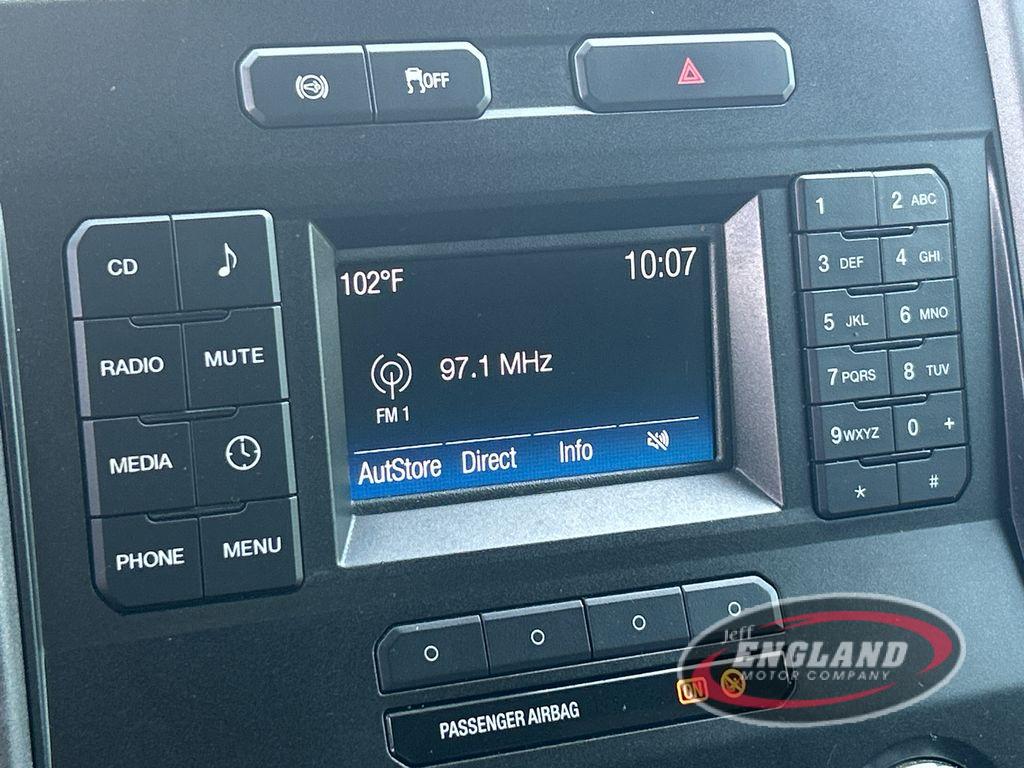 OFF
102°F 10:07
97.1 MHz
FM 1
AutStore Direct Info
CD
RADIO MUTE
MEDIA
PHONE MENU
1 2 ABC
3 DEF 4 GHI
5 JKL 6 MNO
7 PQRS 8 TUV
9 WXYZ 0 +
* #
PASSENGER AIRBAG ON
Jeff
ENGLAND
MOTOR COMPANY